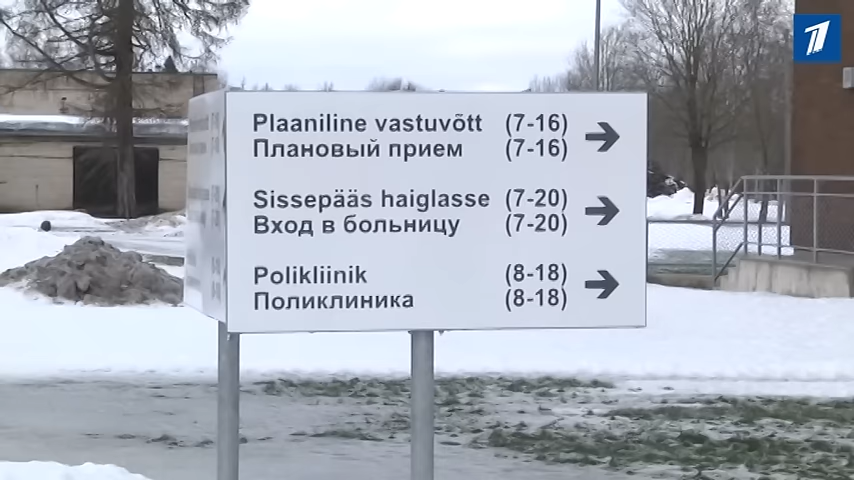 Plaaniline vastuvõtt (7-16)
Плановый прием (7-16)
Sissepääs haiglasse (7-20)
Вход в больницу (7-20)
Polikliinik (8-18)
Поликлиника (8-18)
1